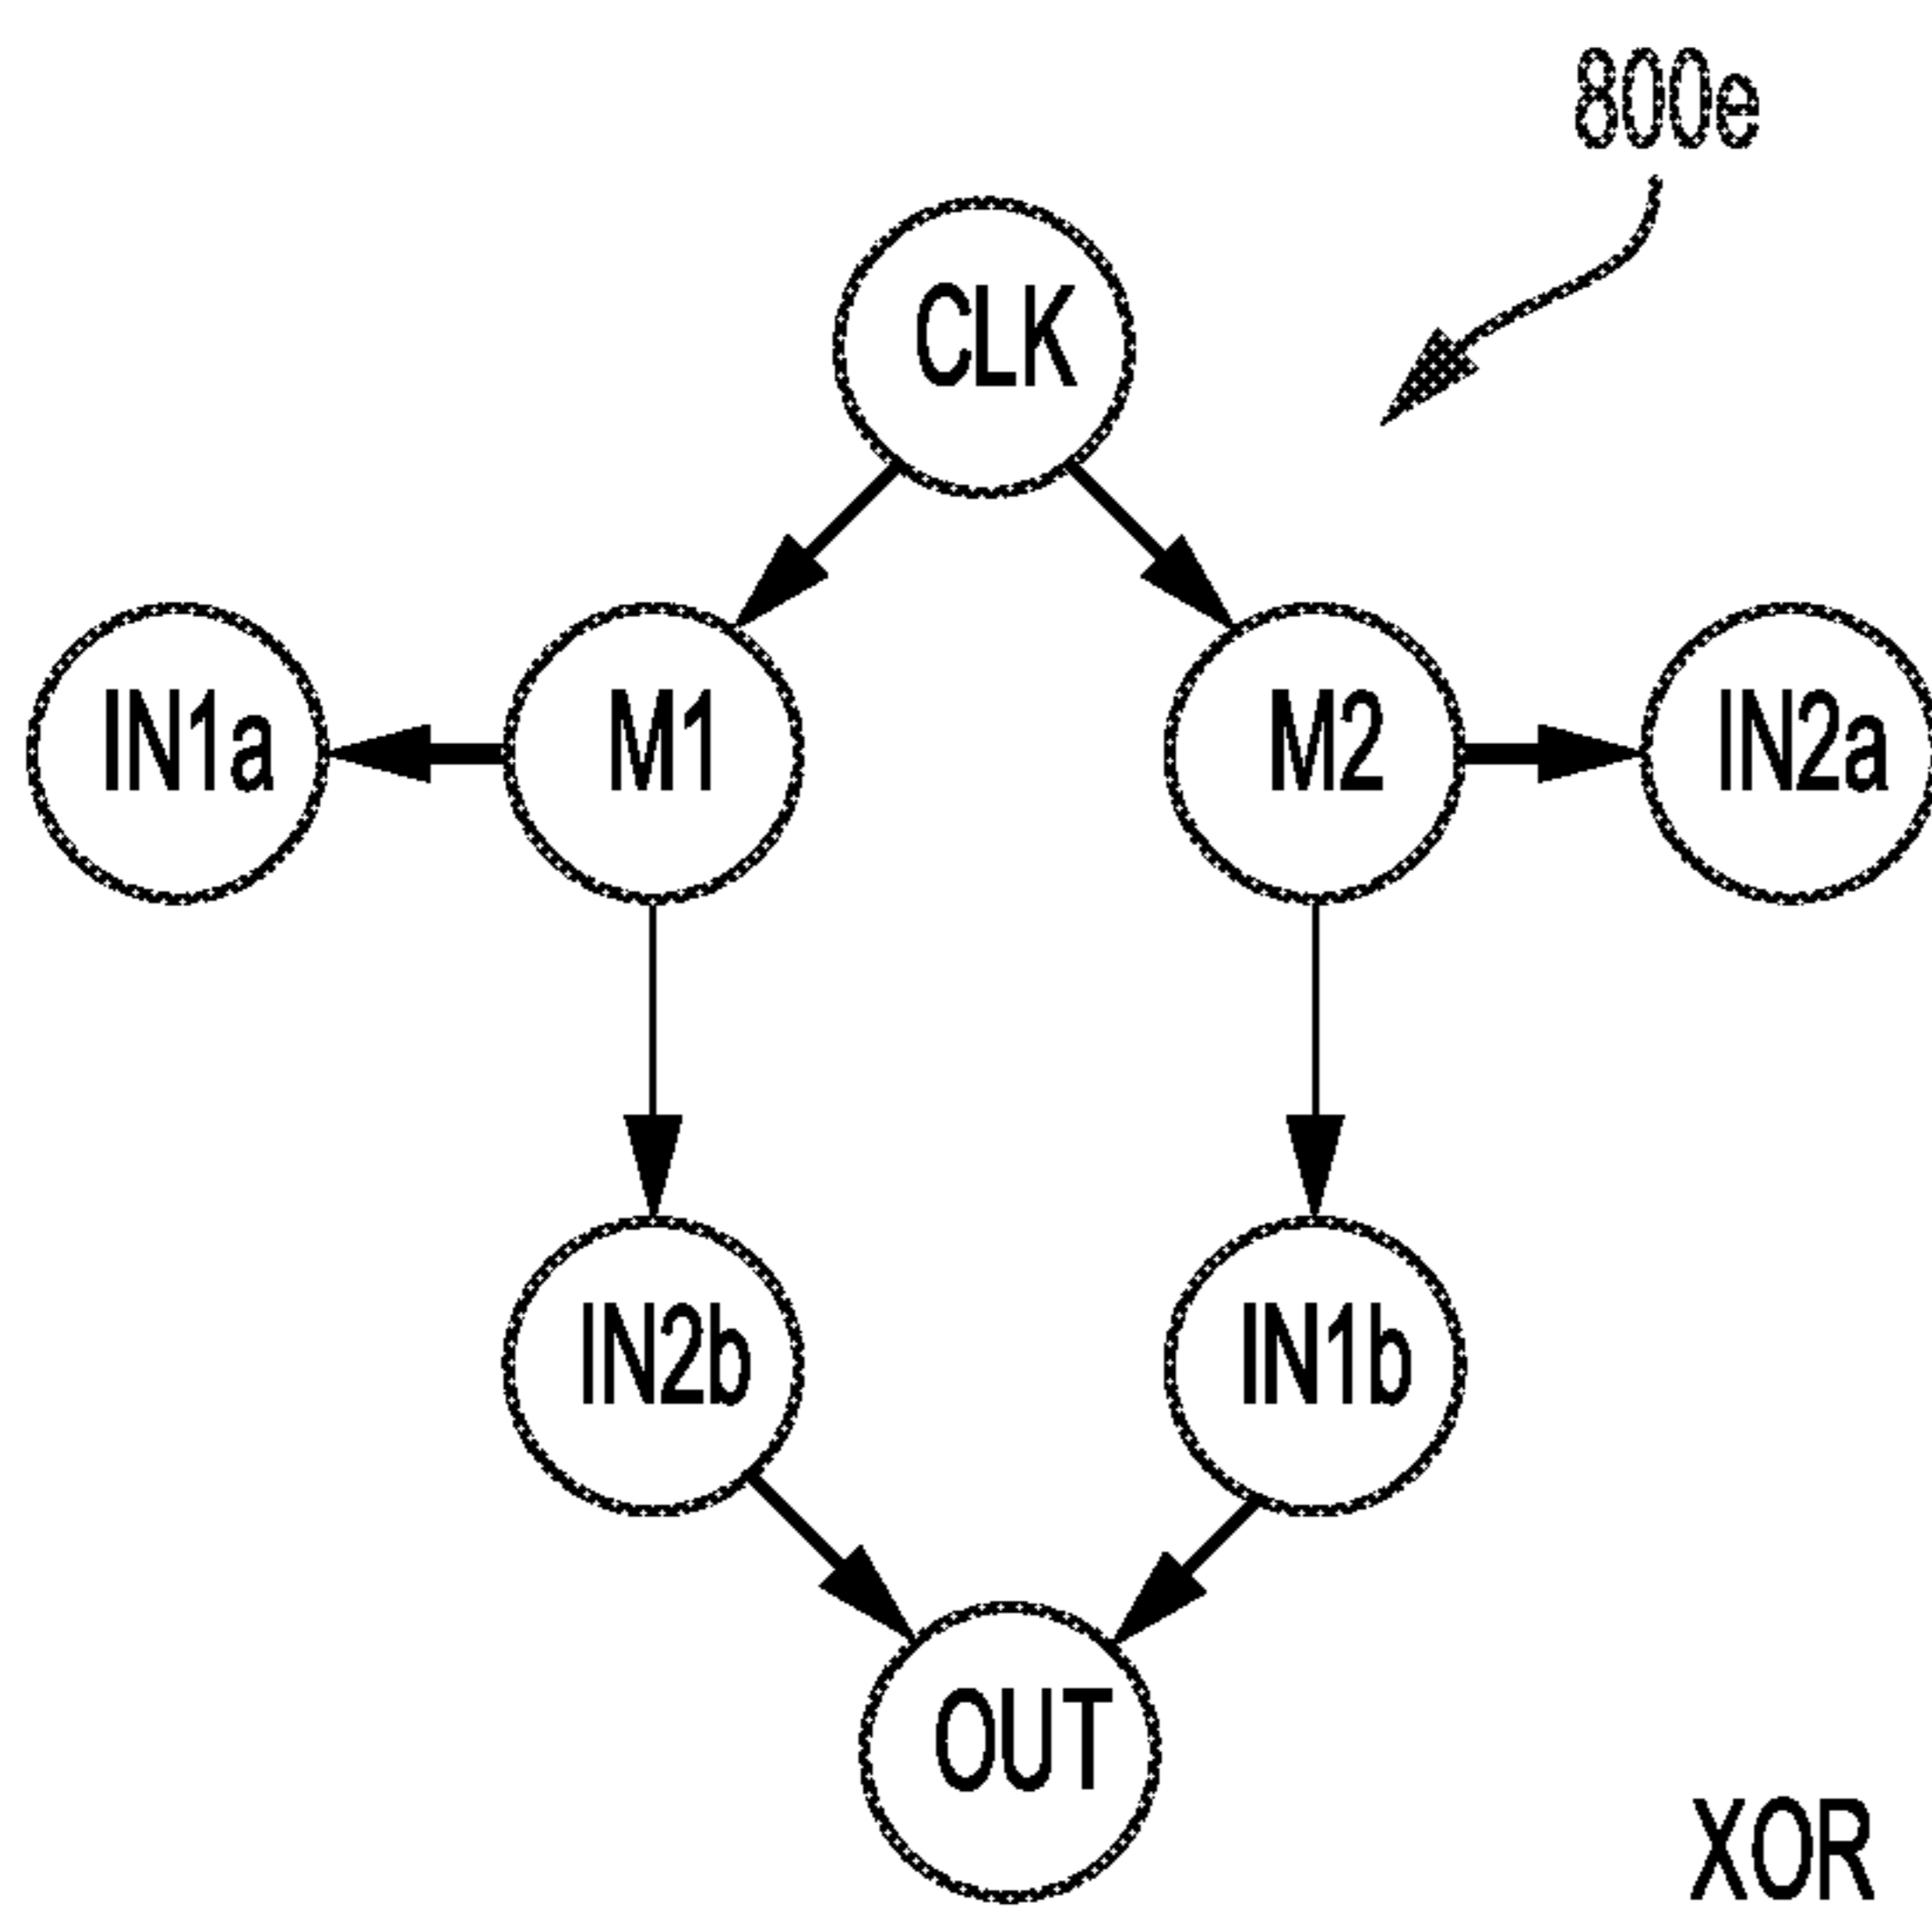 800e
CLK
IN1a
M1
M2
IN2a
IN2b
IN1b
OUT
XOR